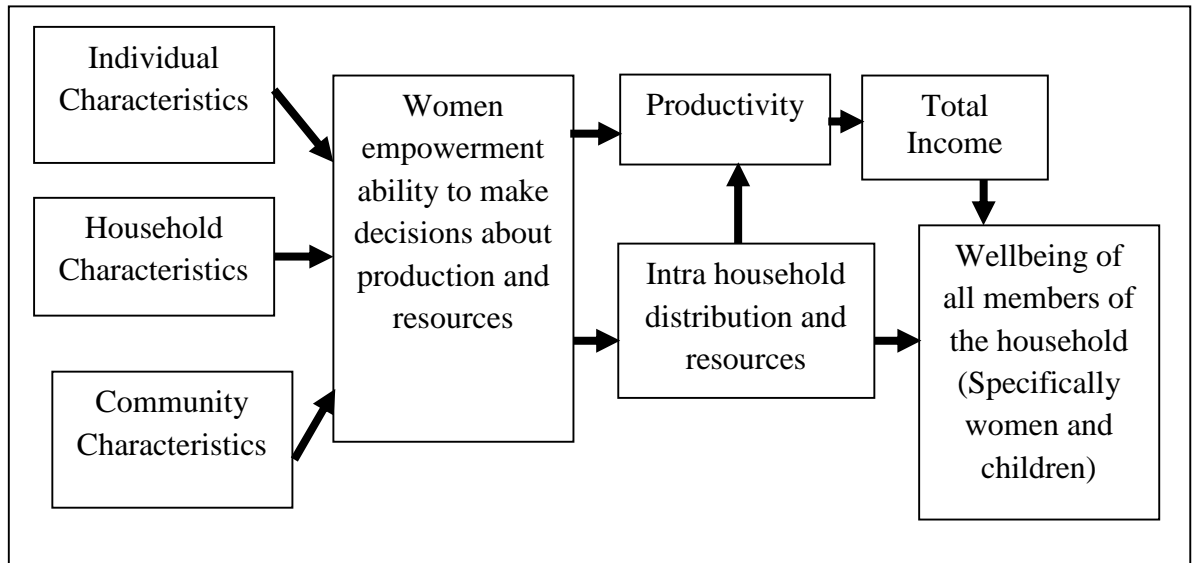 Individual
Characteristics
Household
Characteristics
Community
Characteristics
Women
empowerment
ability to make
decisions about
production and
resources
Productivity
Total
Income
Intra household
distribution and
resources
Wellbeing of
all members of
the household
(Specifically
women and
children)